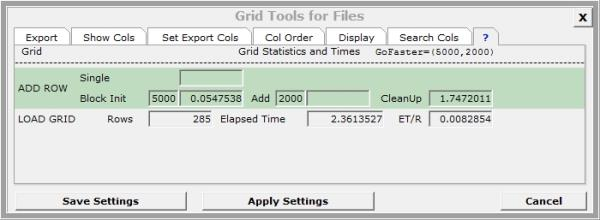 Grid Tools for Files
X
Export Show Cols Set Export Cols Col Order Display Search Cols ?
Grid Grid Statistics and Times GoFaster=(5000,2000)
Single
ADD ROW
Block Init 5000 0.0547538 Add 2000 CleanUp 1.7472011
LOAD GRID Rows 285 Elapsed Time 2.3613527 ET/R 0.0082854
Save Settings Apply Settings Cancel